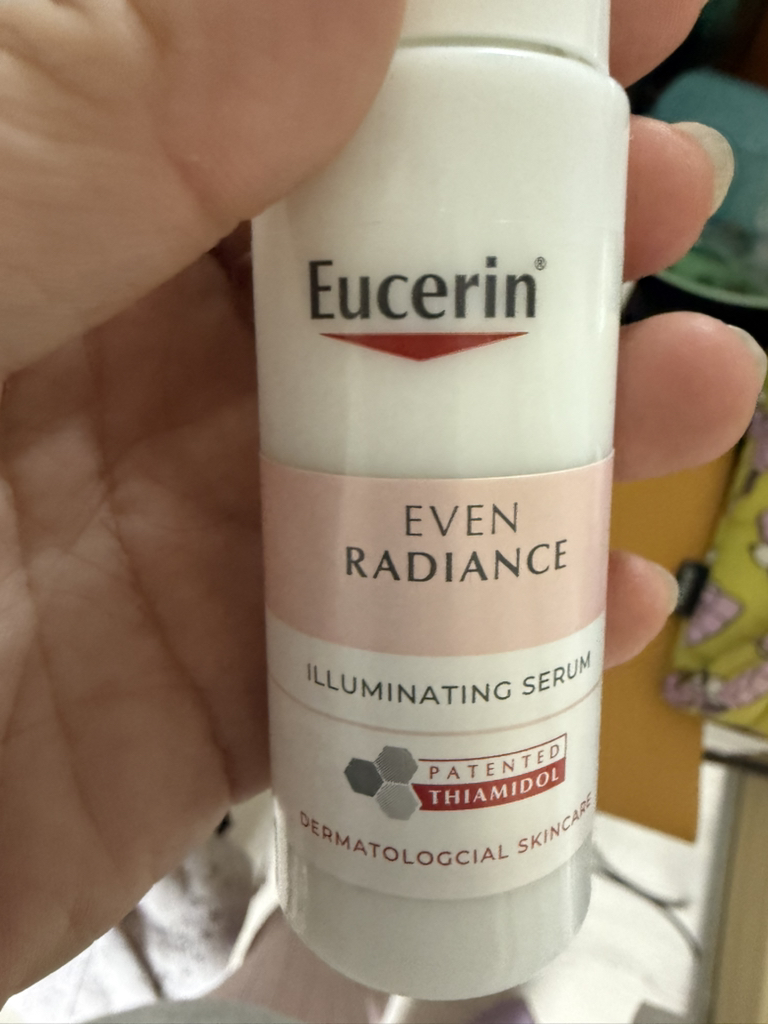 Eucerin®
EVEN
RADIANCE
ILLUMINATING SERUM
PATENTED
THIAMIDOL
DERMATOLOGCIAL SKINCARE